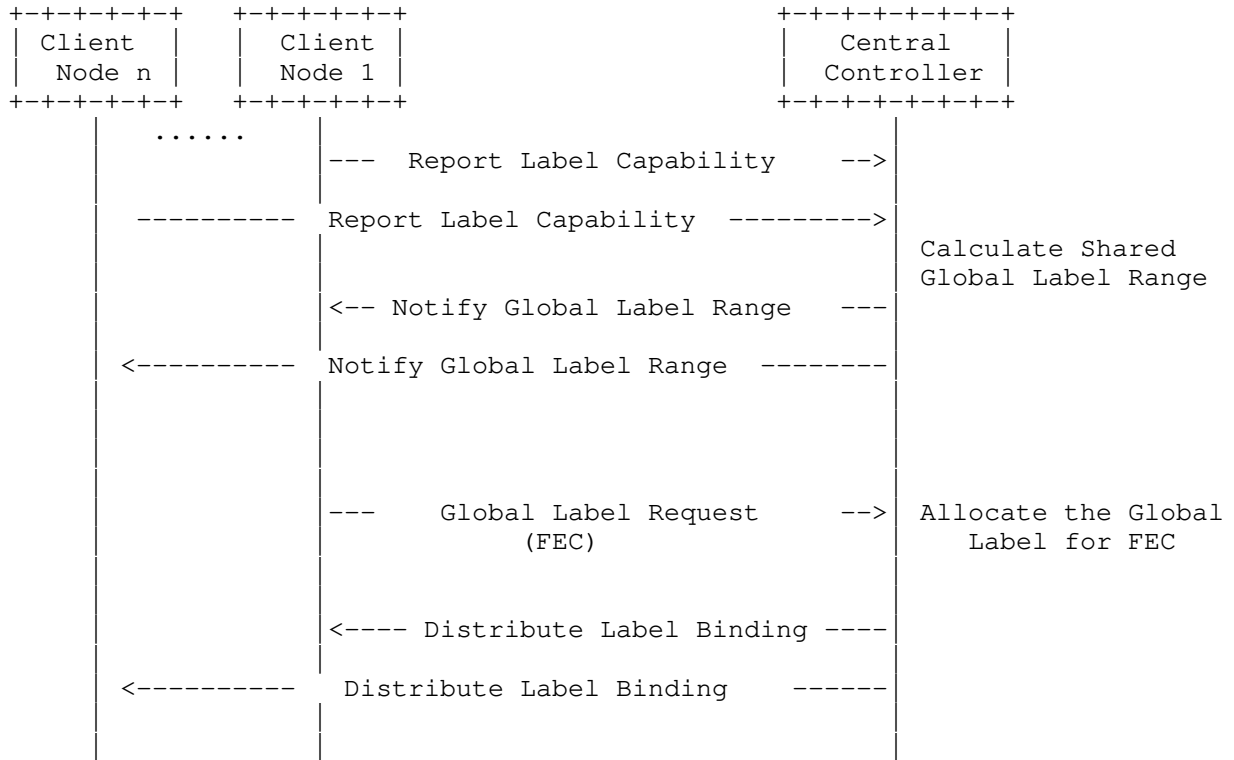 +-+-+-+-+-+ +-+-+-+-+-+ +-+-+-+-+-+-+-+
| Client | | Client | | Central |
| Node n | | Node 1 | | Controller |
+-+-+-+-+-+ +-+-+-+-+-+ +-+-+-+-+-+-+-+
......
|--- Report Label Capability -->|
---------- Report Label Capability --------->|
Calculate Shared
Global Label Range
|<-- Notify Global Label Range ---|
<---------- Notify Global Label Range --------|
|--- Global Label Request -->| Allocate the Global
(FEC) Label for FEC
|<---- Distribute Label Binding ----|
<---------- Distribute Label Binding ------|